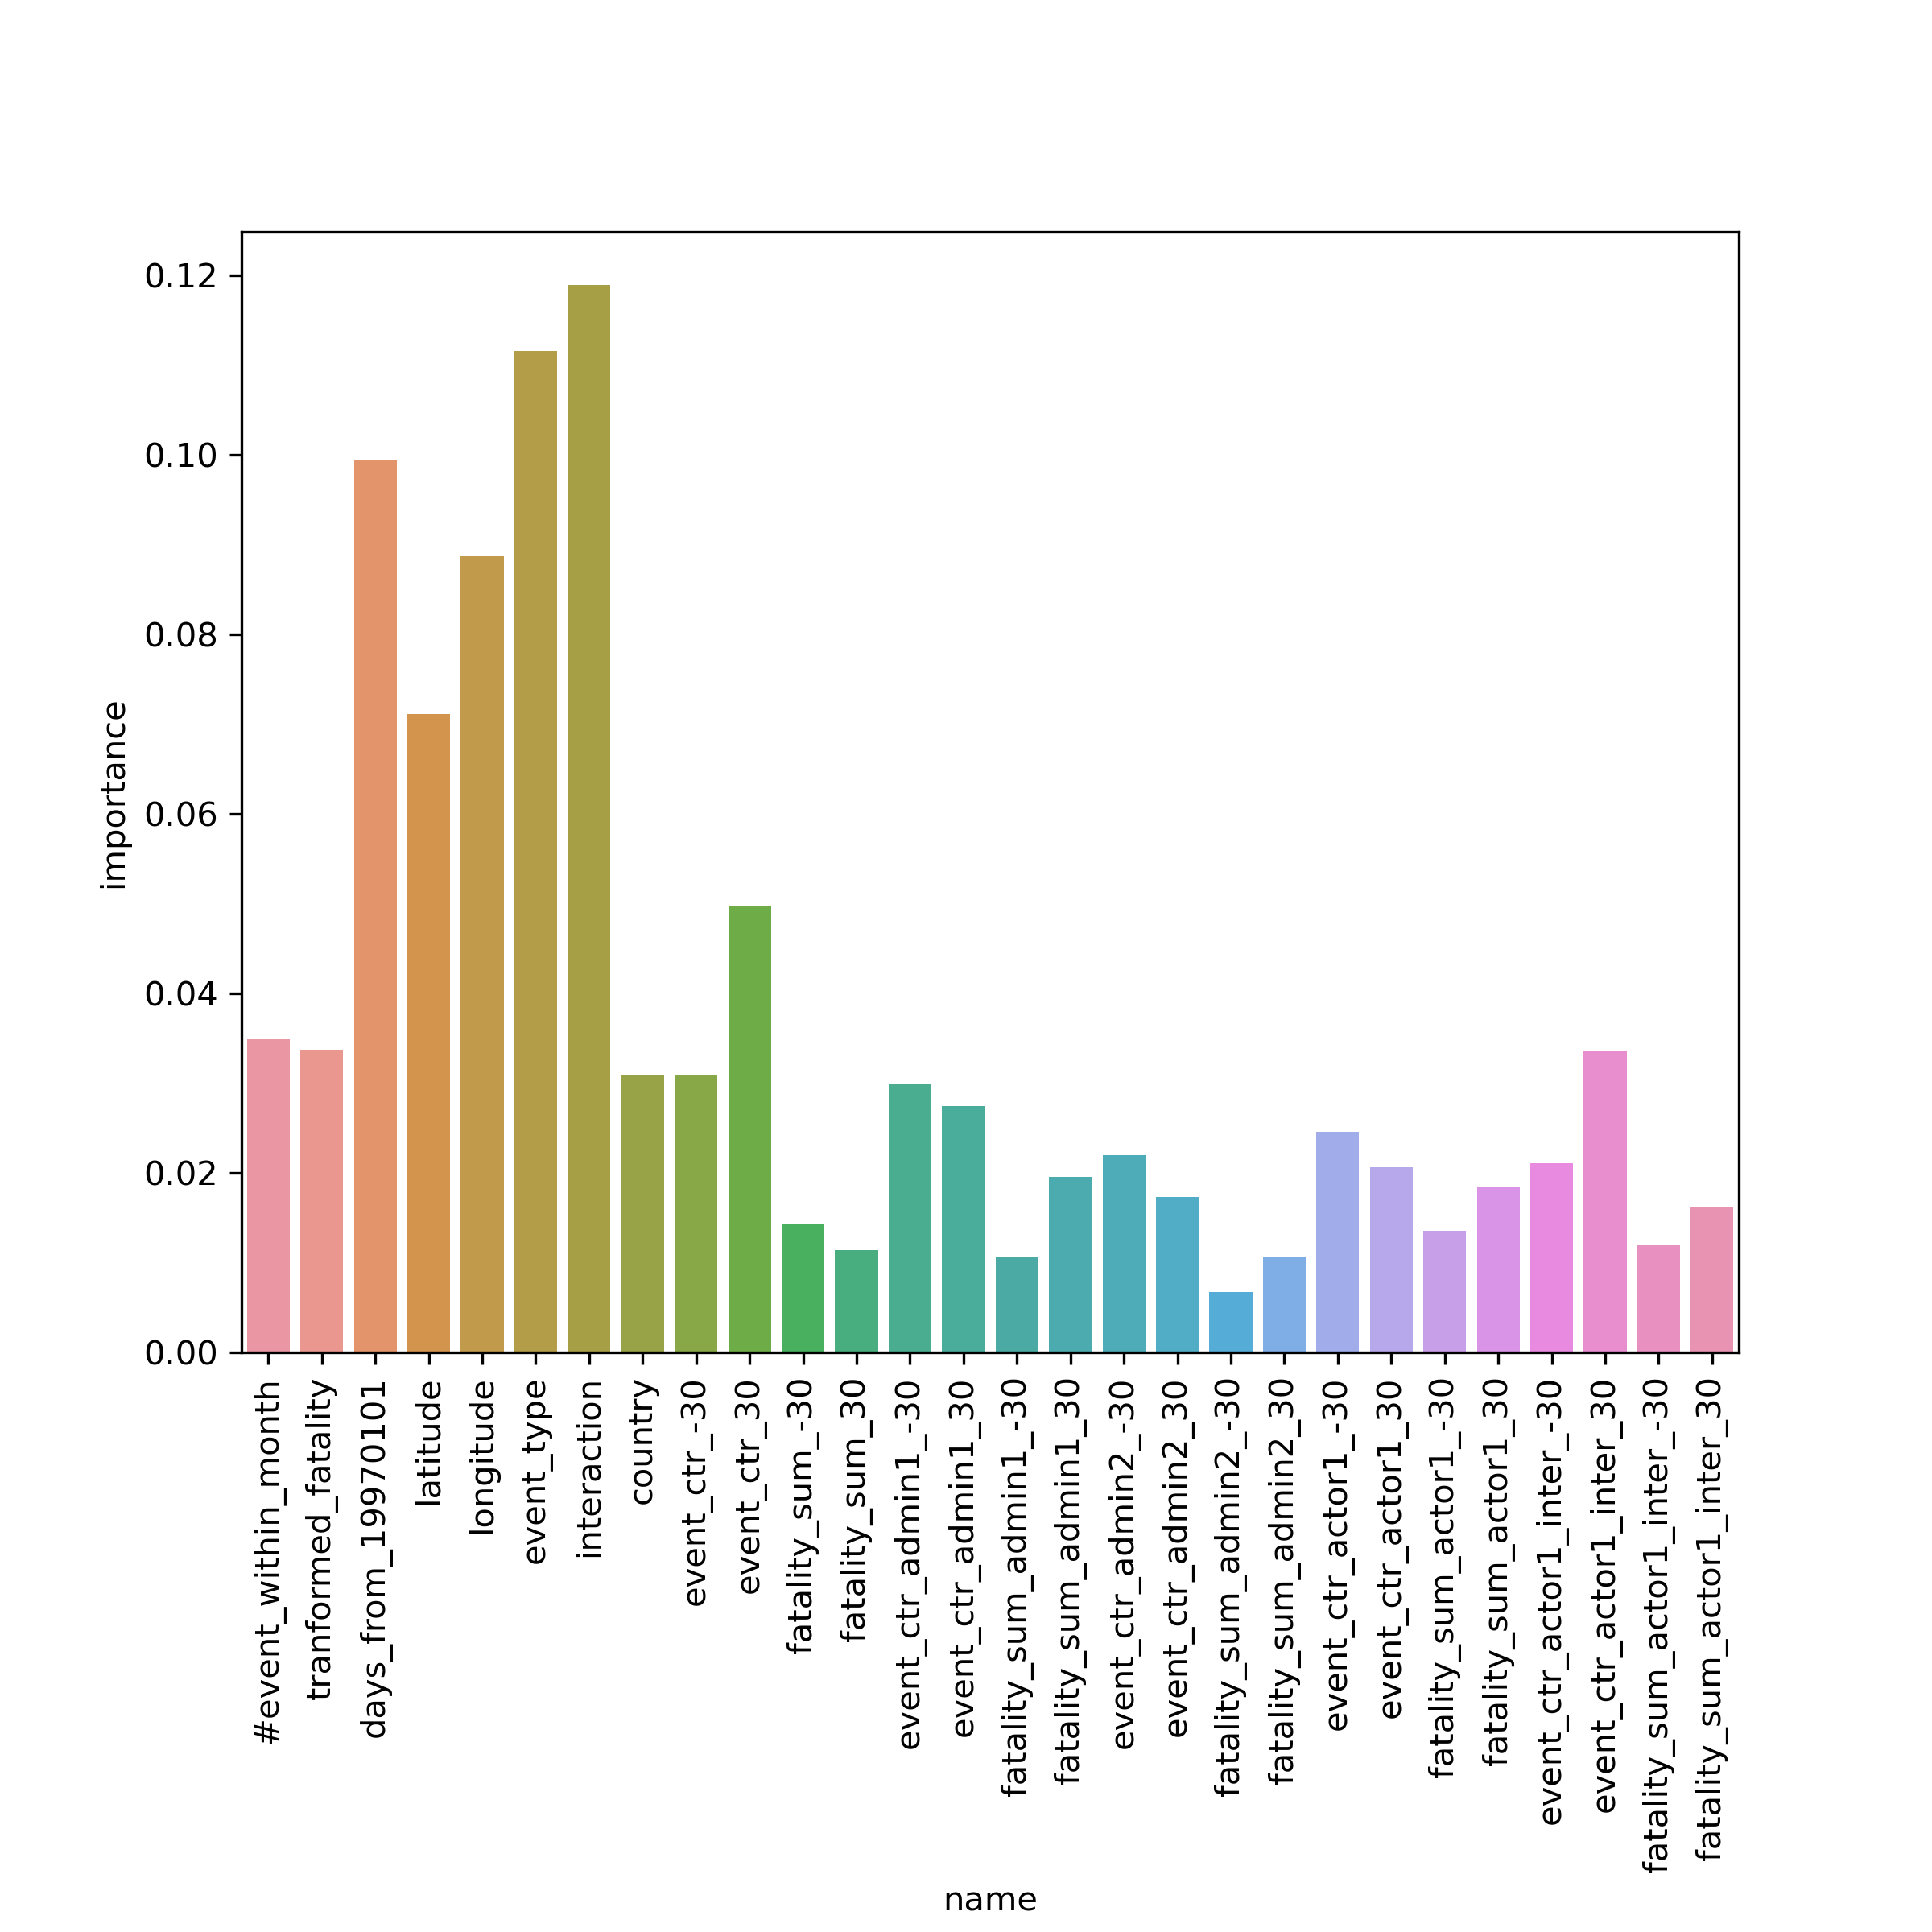 0.12
0.10
0.08
0.06
0.04
0.02
0.00
importance
#event_within_month
tranformed_fatality
days_from_19970101
latitude
longitude
event_type
interaction
country
event_ctr_-30
event_ctr_30
fatality_sum_-30
fatality_sum_30
event_ctr_admin1_-30
event_ctr_admin1_30
fatality_sum_admin1_-30
fatality_sum_admin1_30
event_ctr_admin2_-30
event_ctr_admin2_30
fatality_sum_admin2_-30
fatality_sum_admin2_30
event_ctr_actor1_-30
event_ctr_actor1_30
fatality_sum_actor1_-30
fatality_sum_actor1_30
event_ctr_actor1_inter_-30
event_ctr_actor1_inter_30
fatality_sum_actor1_inter_-30
fatality_sum_actor1_inter_30
name